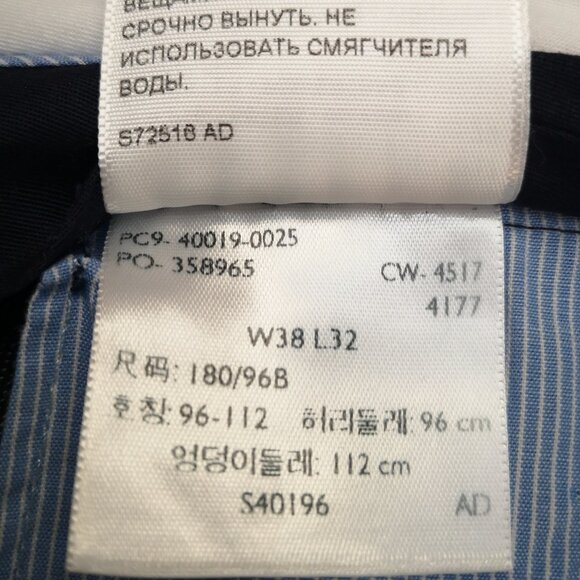 СРОЧНО ВЫНУТЬ. НЕ
ИСПОЛЬЗОВАТЬ СМЯГЧИТЕЛЯ
ВОДЫ.
S72518 AD
PC9- 40019-0025
PO- 358965 CW- 4517
4177
W38 L32
尺码: 180/96B
호칭: 96-112 허리둘레: 96 cm
엉덩이둘레: 112 cm
S40196 AD